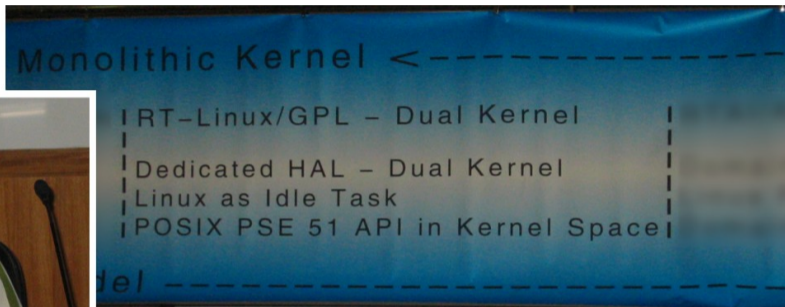 Monolithic Kernel <---------------
RT-Linux/GPL - Dual Kernel
Dedicated HAL - Dual Kernel
Linux as Idle Task
POSIX PSE 51 API in Kernel Space